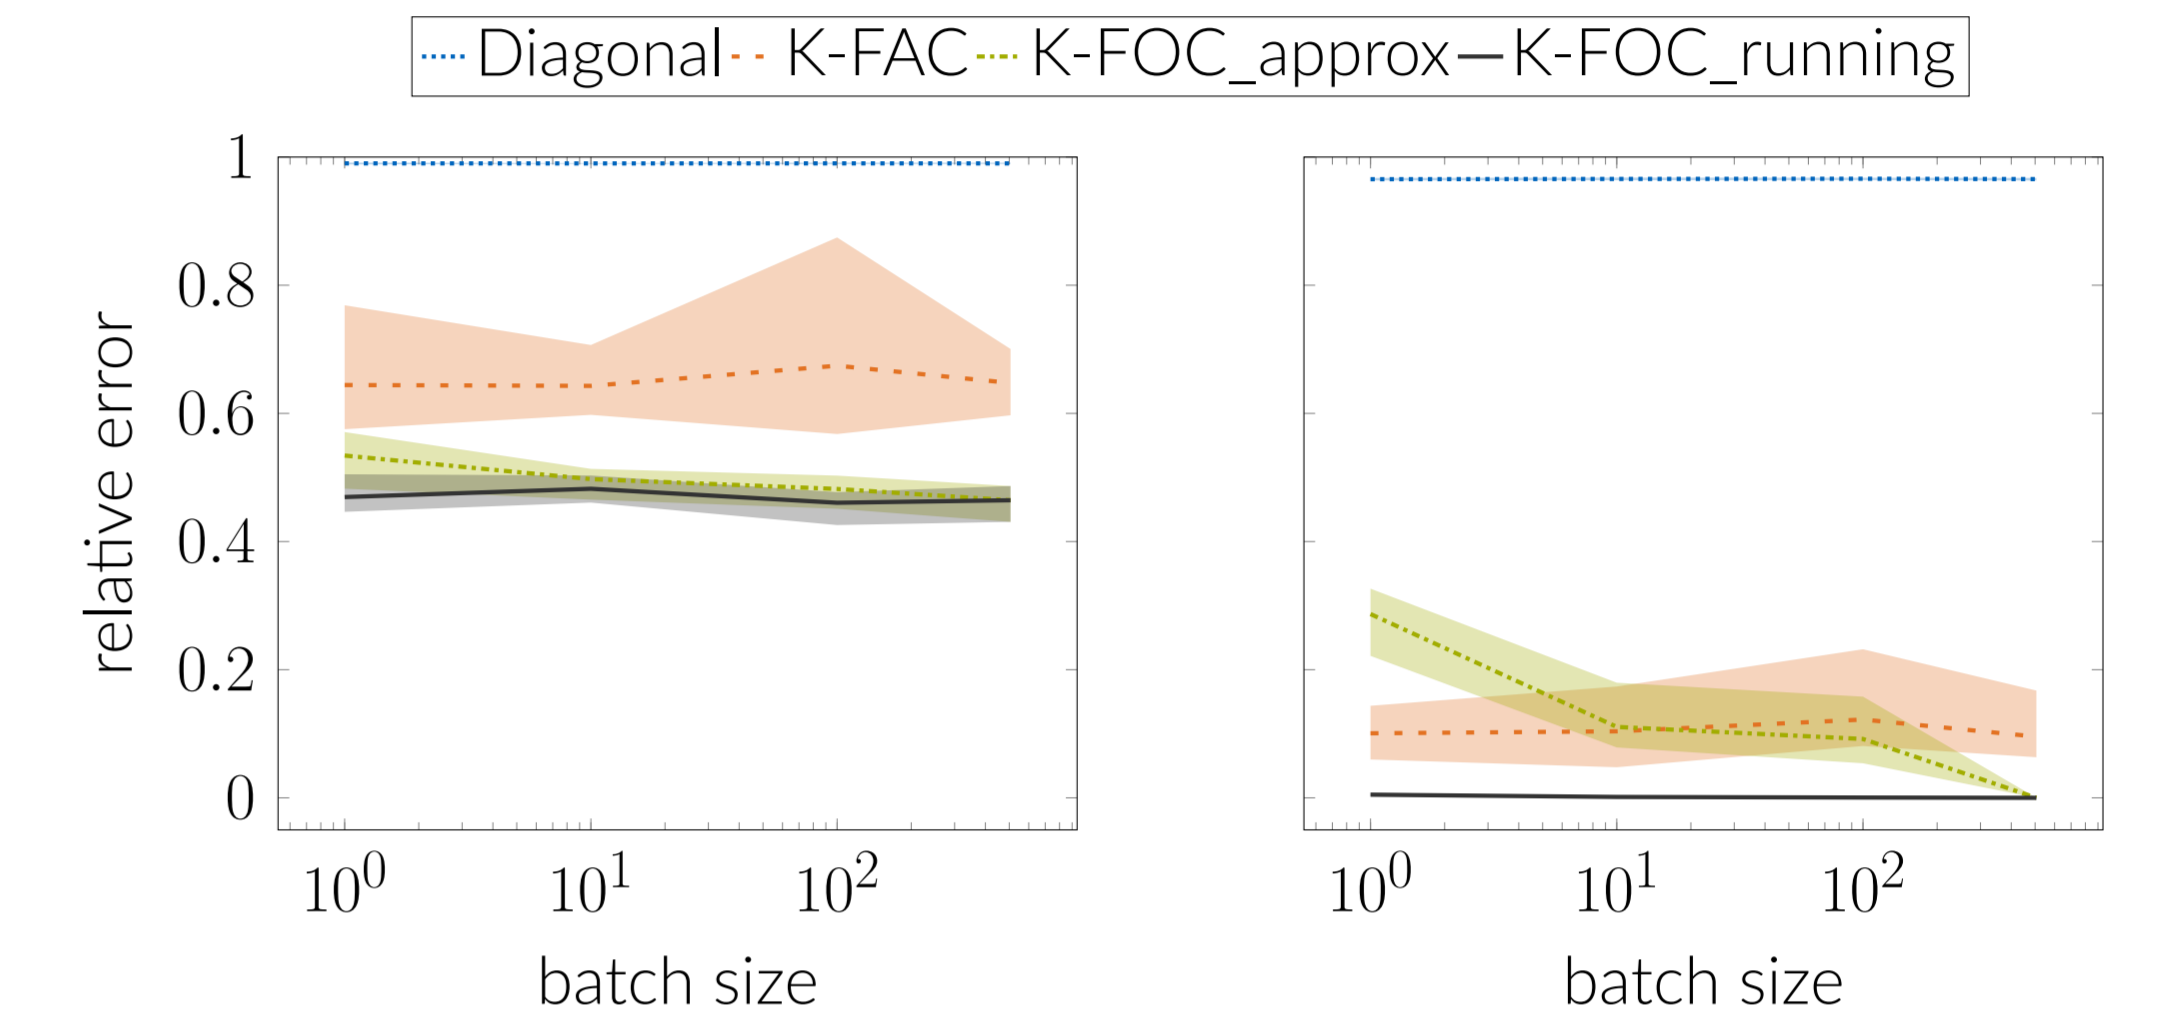 Diagonal K-FAC K-FOC_approx K-FOC_running
relative error
1
0.8
0.6
0.4
0.2
0
10^0 10^1 10^2
batch size
10^0 10^1 10^2
batch size